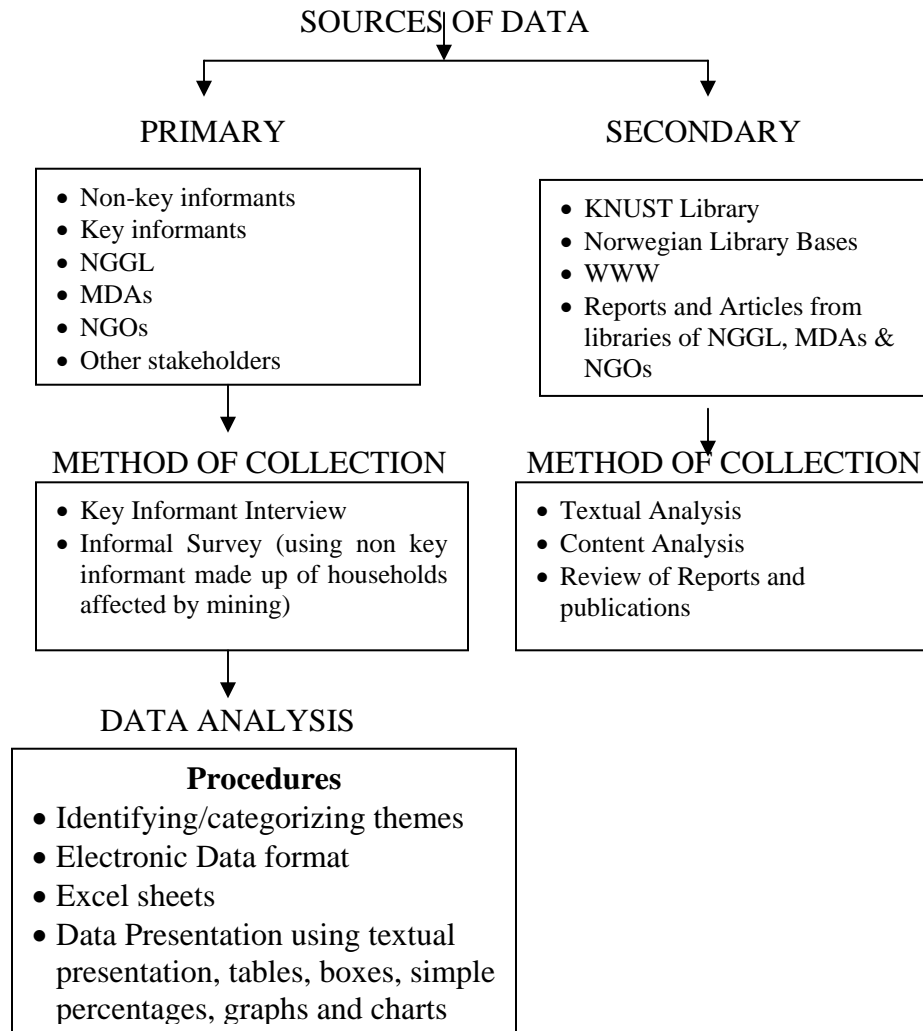 SOURCES OF DATA
PRIMARY
• Non-key informants
• Key informants
• NGGL
• MDAs
• NGOs
• Other stakeholders
METHOD OF COLLECTION
• Key Informant Interview
• Informal Survey (using non key
informant made up of households
affected by mining)
DATA ANALYSIS
Procedures
• Identifying/categorizing themes
• Electronic Data format
• Excel sheets
• Data Presentation using textual
presentation, tables, boxes, simple
percentages, graphs and charts
SECONDARY
• KNUST Library
• Norwegian Library Bases
• WWW
• Reports and Articles from
libraries of NGGL, MDAs &
NGOs
METHOD OF COLLECTION
• Textual Analysis
• Content Analysis
• Review of Reports and
publications